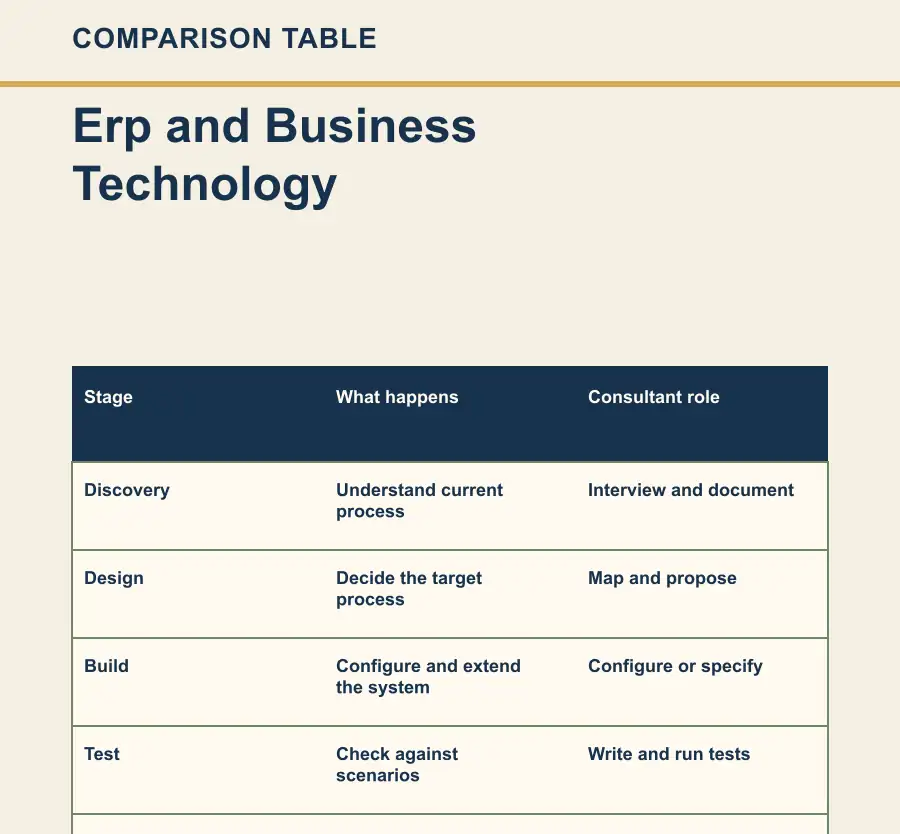 COMPARISON TABLE
Erp and Business
Technology
Stage What happens Consultant role
Discovery Understand current Interview and document
process
Design Decide the target Map and propose
process
Build Configure and extend Configure or specify
the system
Test Check against Write and run tests
scenarios